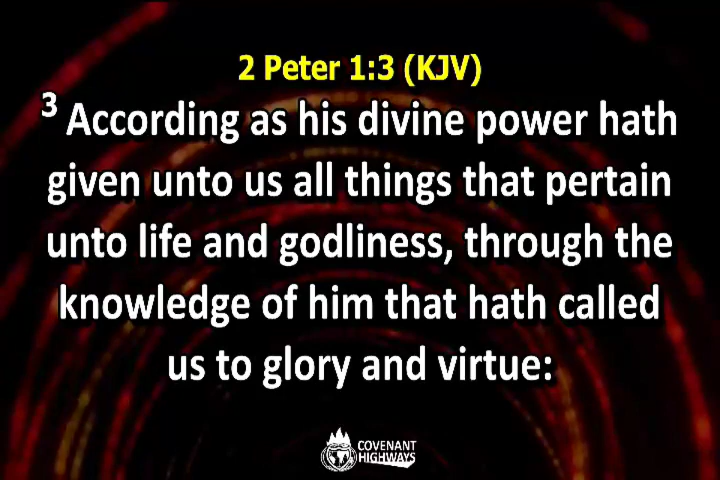 2 Peter 1:3 (KJV)
3 According as his divine power hath
given unto us all things that pertain
unto life and godliness, through the
knowledge of him that hath called
us to glory and virtue:
COVENANT
HIGHWAYS